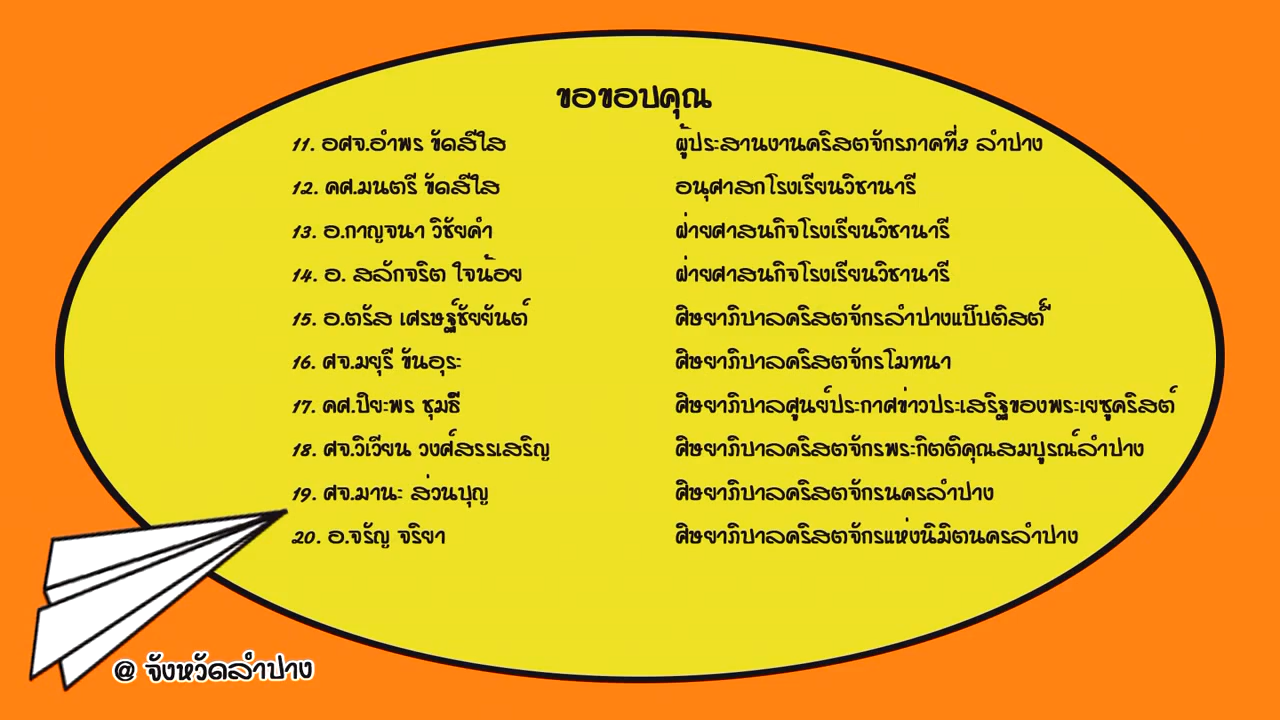 ขอขอบคุณ
11. อศจ.อำพร ขัดสีใส ผู้ประสานงานคริสตจักรภาคที่3 ลำปาง
12. คศ.มนตรี ขัดสีใส อนุศาสกโรงเรียนวิชานารี
13. อ.กาญจนา วิชัยคำ ฝ่ายศาสนกิจโรงเรียนวิชานารี
14. อ. สลักจริต ใจน้อย ฝ่ายศาสนกิจโรงเรียนวิชานารี
15. อ.ตรัส เศรษฐ์ชัยยันต์ ศิษยาภิบาลคริสตจักรลำปางแบ๊บติสต์
16. ศจ.มยุรี ขันอุระ ศิษยาภิบาลคริสตจักรโมทนา
17. คศ.ปิยะพร ชุมธิ ศิษยาภิบาลศูนย์ประกาศข่าวประเสริฐของพระเยซูคริสต์
18. ศจ.วิเวียน วงศ์สรรเสริญ ศิษยาภิบาลคริสตจักรพระกิตติคุณสมบูรณ์ลำปาง
19. ศจ.มานะ ส่วนบุญ ศิษยาภิบาลคริสตจักรนครลำปาง
20. อ.จรัญ จริยา ศิษยาภิบาลคริสตจักรแห่งนิมิตนครลำปาง
@ จังหวัดลำปาง